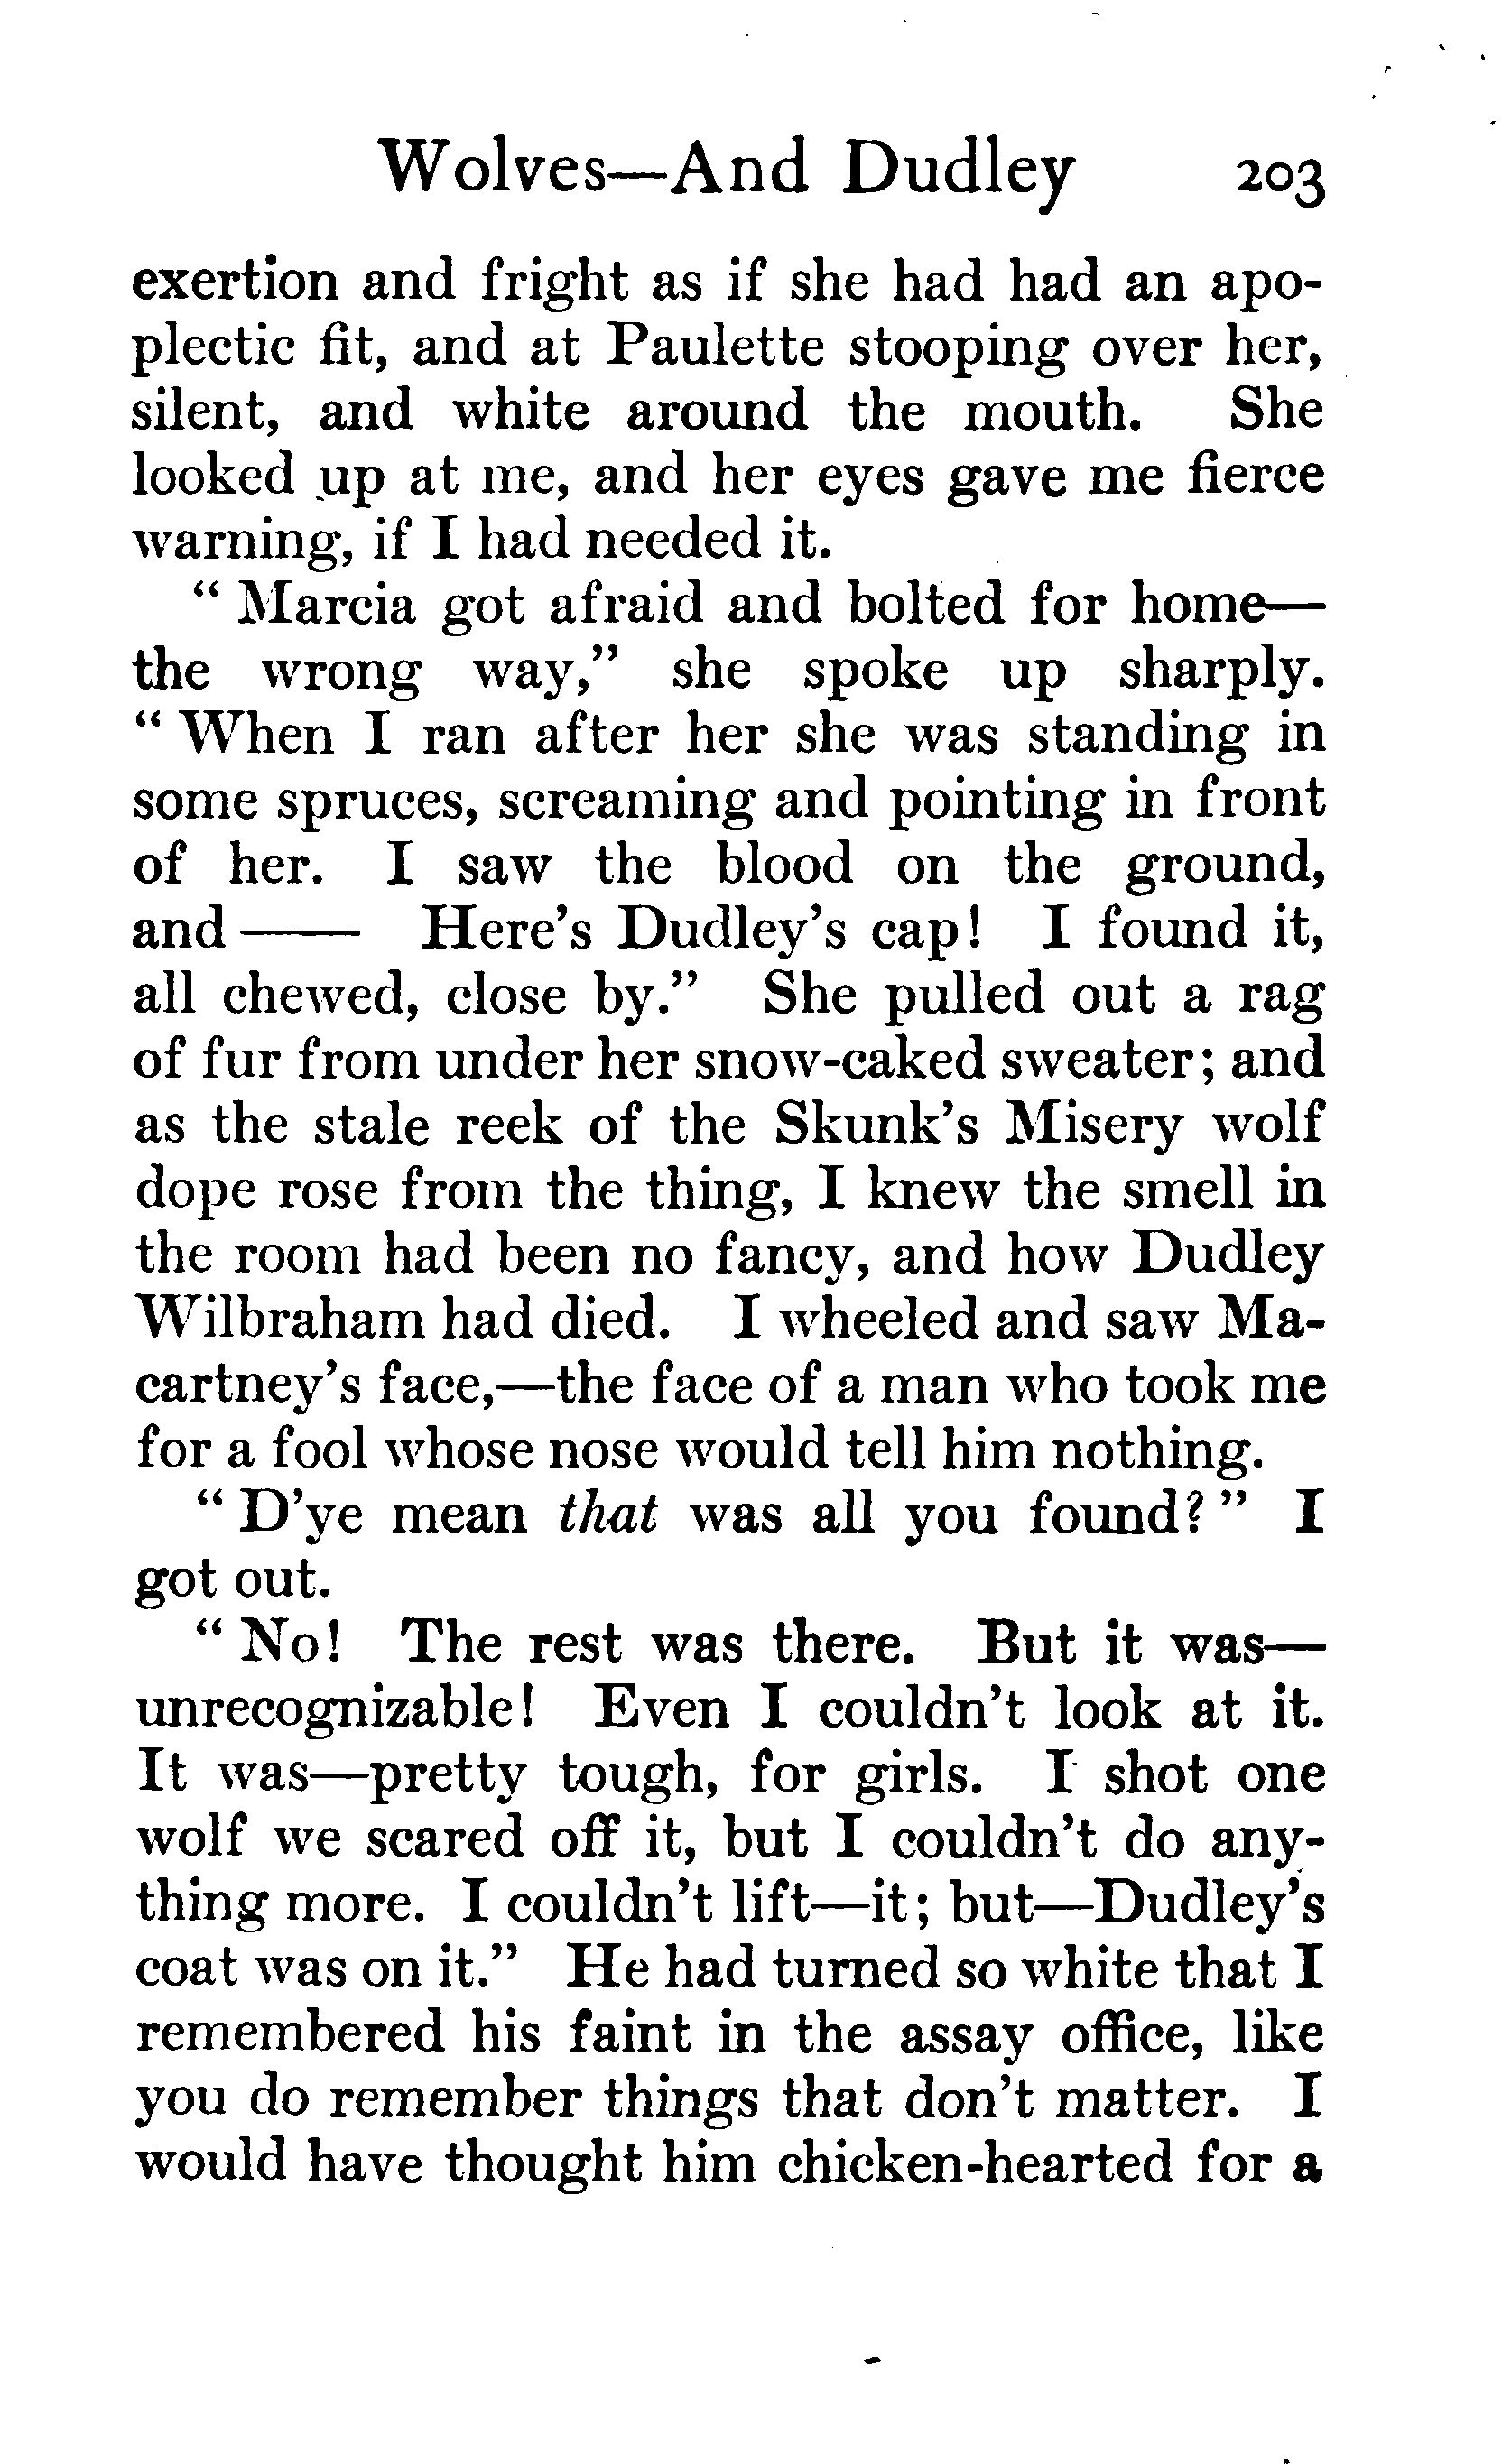 Wolves—And Dudley 203
exertion and fright as if she had had an apo-
plectic fit, and at Paulette stooping over her,
silent, and white around the mouth. She
looked up at me, and her eyes gave me fierce
warning, if I had needed it.
" Marcia got afraid and bolted for home—
the wrong way," she spoke up sharply.
" When I ran after her she was standing in
some spruces, screaming and pointing in front
of her. I saw the blood on the ground,
and —— Here's Dudley's cap! I found it,
all chewed, close by." She pulled out a rag
of fur from under her snow-caked sweater; and
as the stale reek of the Skunk's Misery wolf
dope rose from the thing, I knew the smell in
the room had been no fancy, and how Dudley
Wilbraham had died. I wheeled and saw Ma-
cartney's face,—the face of a man who took me
for a fool whose nose would tell him nothing.
" D'ye mean that was all you found? " I
got out.
" No! The rest was there. But it was—
unrecognizable! Even I couldn't look at it.
It was—pretty tough, for girls. I shot one
wolf we scared off it, but I couldn't do any-
thing more. I couldn't lift—it; but—Dudley's
coat was on it." He had turned so white that I
remembered his faint in the assay office, like
you do remember things that don't matter. I
would have thought him chicken-hearted for a